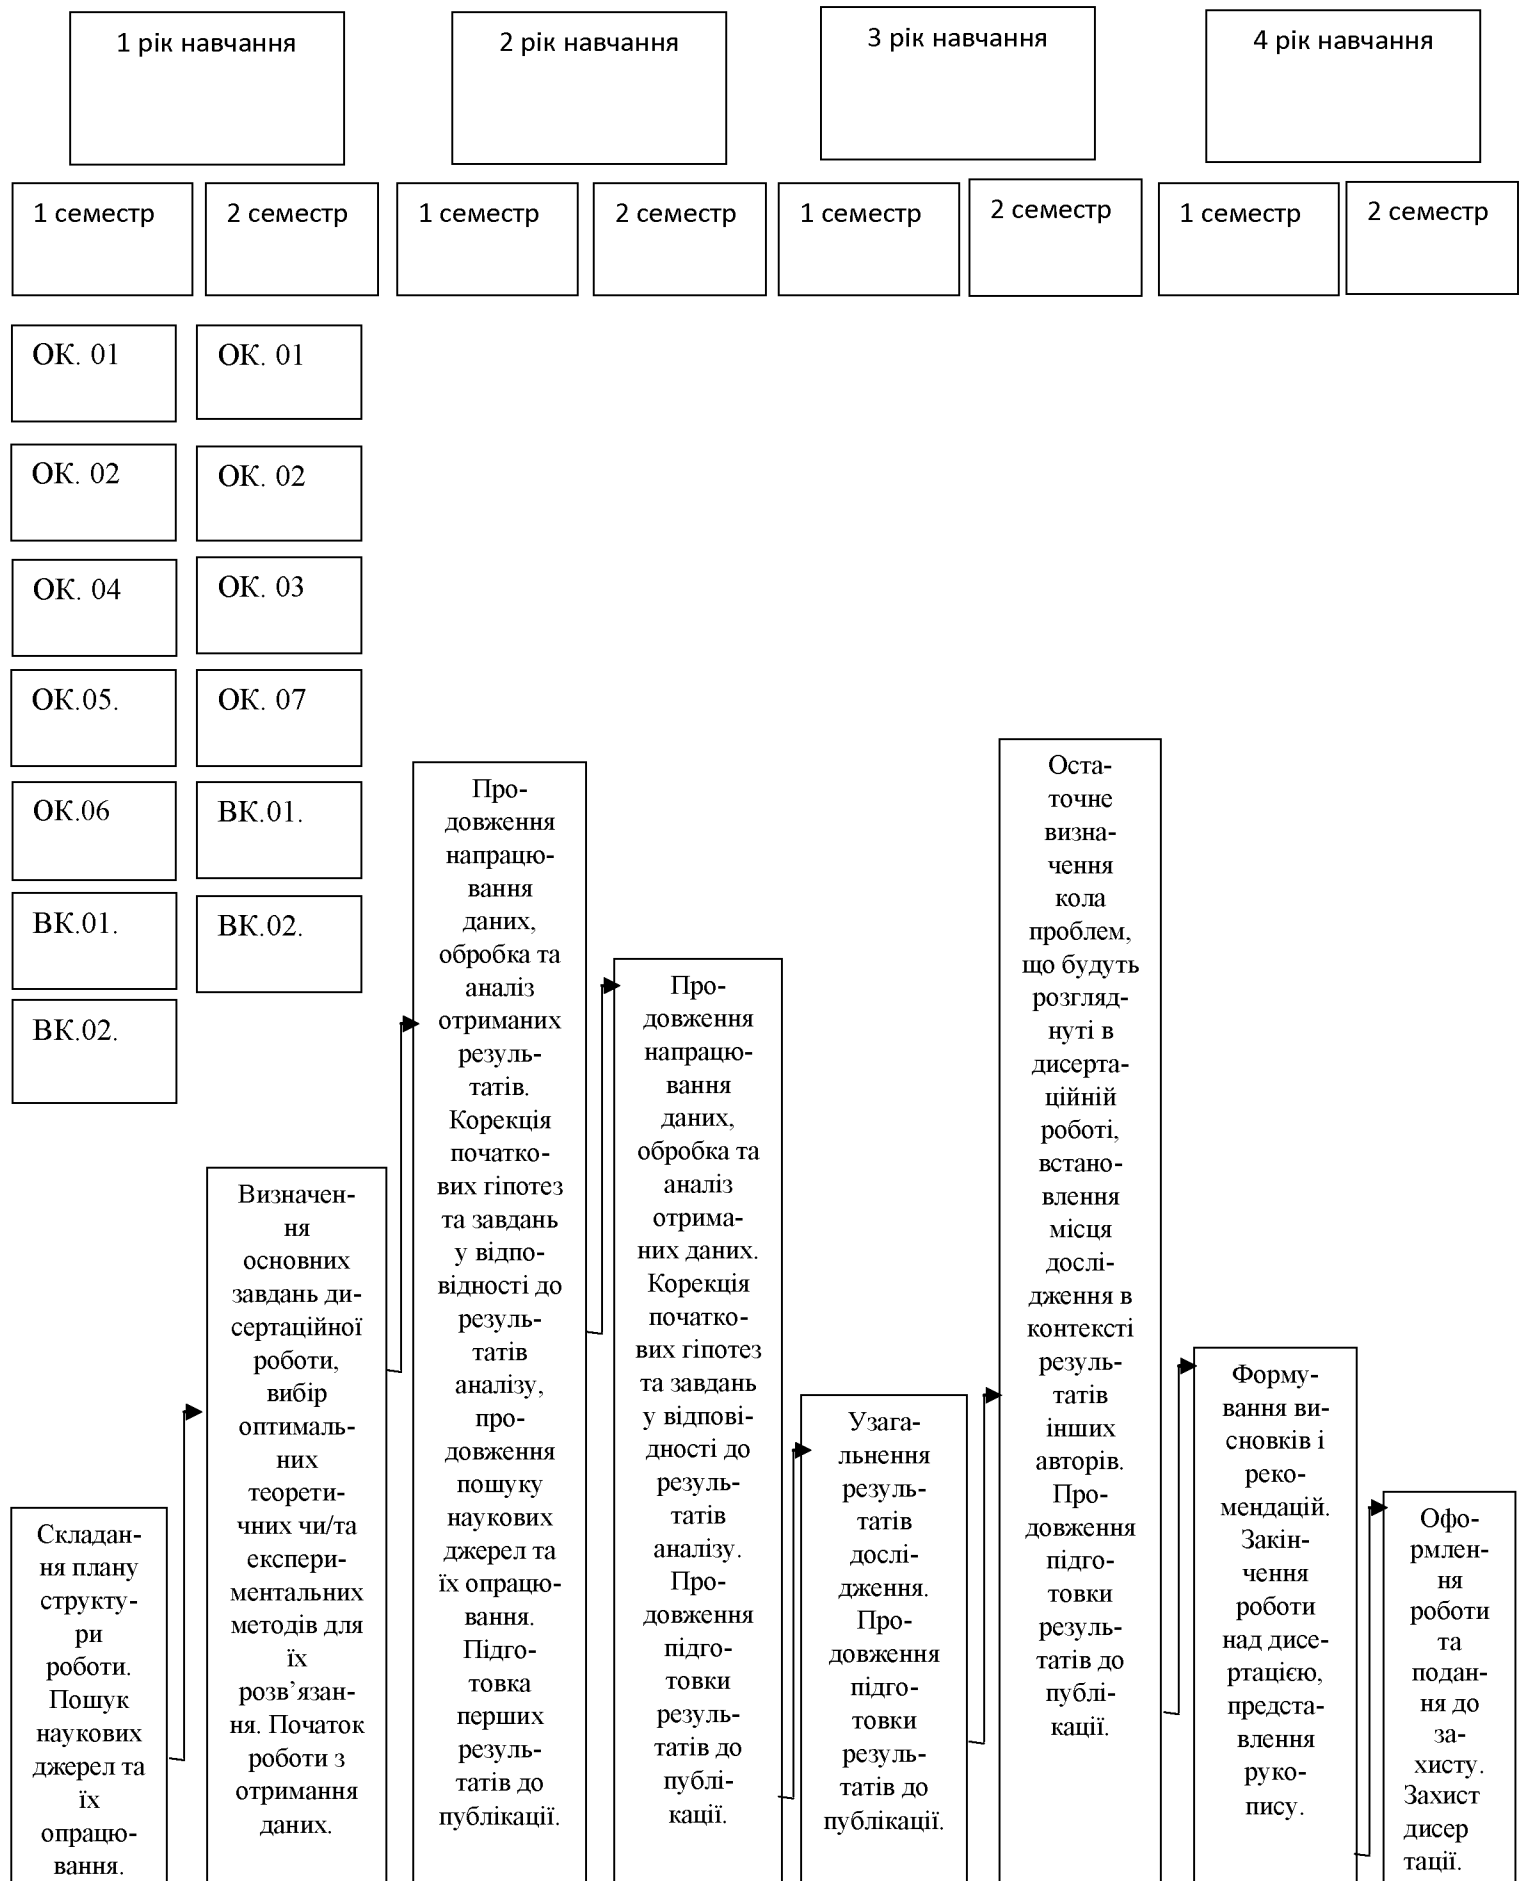 1 рік навчання
2 рік навчання
3 рік навчання
4 рік навчання
1 семестр
2 семестр
1 семестр
2 семестр
1 семестр
2 семестр
1 семестр
2 семестр
ОК. 01
ОК. 01
ОК. 02
ОК. 02
ОК. 04
ОК. 03
ОК.05.
ОК. 07
ОК.06
ВК.01.
ВК.01.
ВК.02.
ВК.02.
Складан-
ня плану
структу-
ри
роботи.
Пошук
наукових
джерел та
їх
опрацю-
вання.
Визначен-
ня
основних
завдань ди-
сертаційної
роботи,
вибір
оптималь-
них
теорети-
чних чи/та
експери-
ментальних
методів для
їх
розв’язан-
ня. Початок
роботи з
отримання
даних.
Про-
довження
напрацю-
вання
даних,
обробка та
аналіз
отриманих
резуль-
татів.
Корекція
початко-
вих гіпотез
та завдань
у відпо-
відності до
резуль-
татів
аналізу,
про-
довження
пошуку
наукових
джерел та
їх опрацю-
вання.
Підго-
товка
перших
резуль-
татів до
публікації.
Про-
довження
напрацю-
вання
даних,
обробка та
аналіз
отрима-
них даних.
Корекція
початко-
вих гіпотез
та завдань
у відпові-
дності до
резуль-
татів
аналізу.
Про-
довження
підго-
товки
резуль-
татів до
публі-
кації.
Узага-
льнення
резуль-
татів
дослі-
дження.
Про-
довження
підго-
товки
резуль-
татів до
публікації.
Оста-
точне
визна-
чення
кола
проблем,
що будуть
розгляд-
нуті в
дисерта-
ційній
роботі,
встано-
влення
місця
дослі-
дження в
контексті
резуль-
татів
інших
авторів.
Про-
довження
підго-
товки
резуль-
татів до
публі-
кації.
Форму-
вання ви-
сновків і
реко-
мендацій.
Закін-
чення
роботи
над дисе-
ртацією,
предста-
влення
руко-
пису.
Офо-
рмлен-
ня
роботи
та
подан-
ня до
за-
хисту.
Захист
дисер
тації.